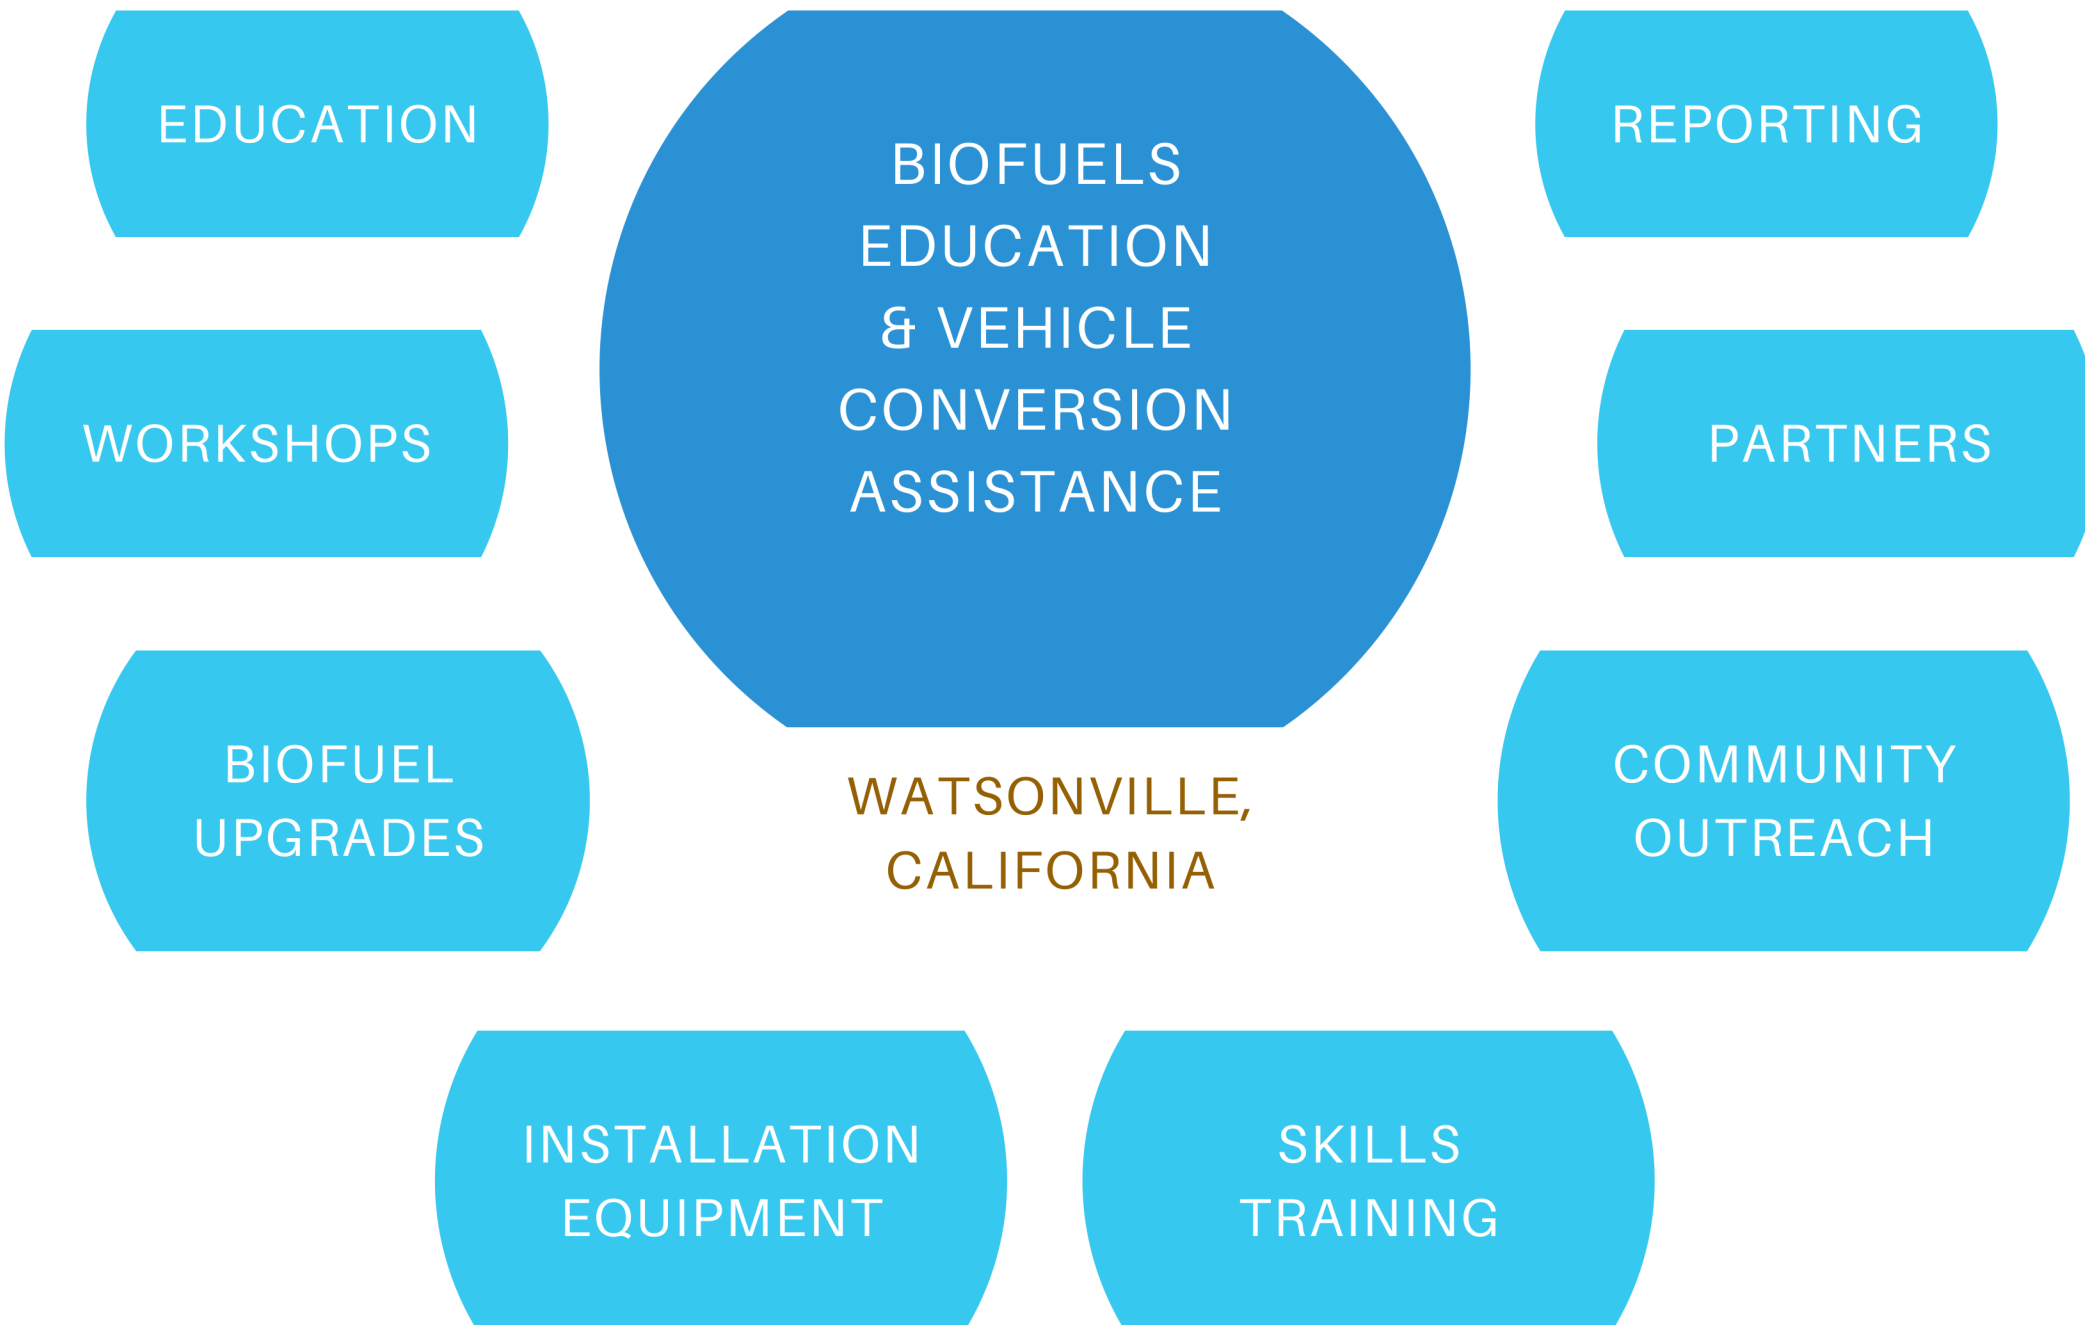 EDUCATION
WORKSHOPS
BIOFUEL
UPGRADES
INSTALLATION
EQUIPMENT
BIOFUELS
EDUCATION
& VEHICLE
CONVERSION
ASSISTANCE
WATSONVILLE,
CALIFORNIA
SKILLS
TRAINING
REPORTING
PARTNERS
COMMUNITY
OUTREACH